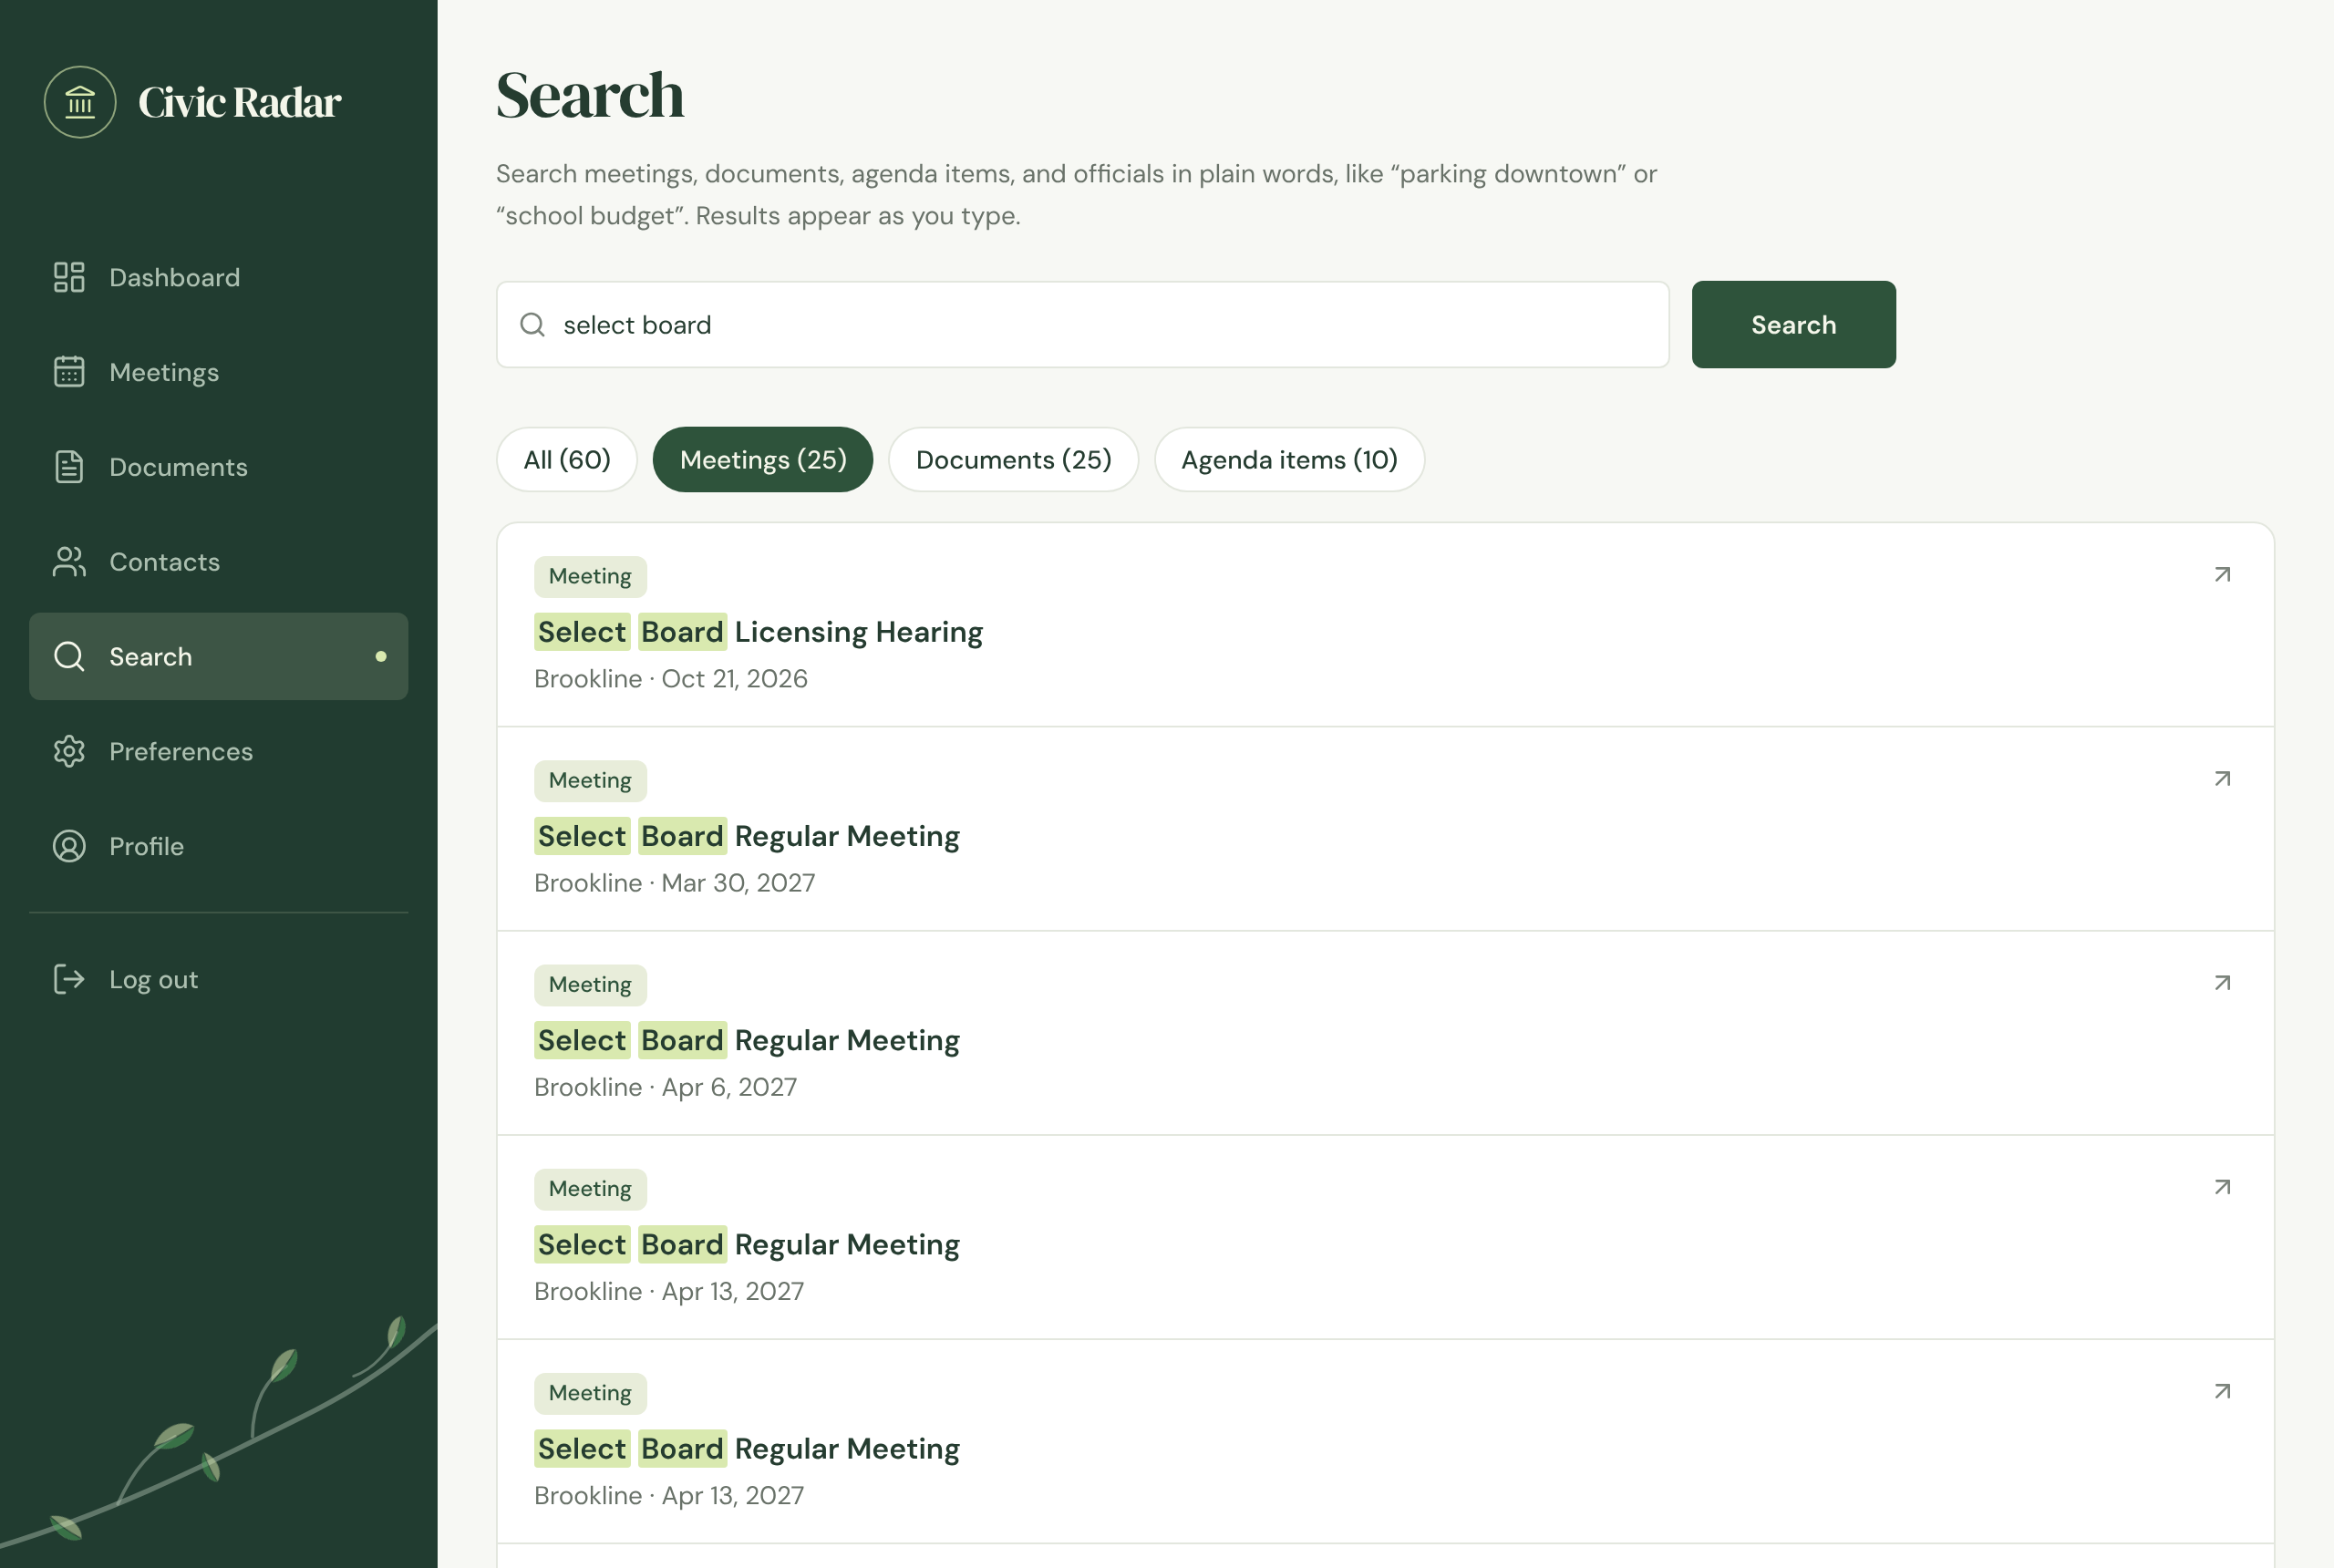 Civic Radar
Dashboard
Meetings
Documents
Contacts
Search
Preferences
Profile
Log out
Search
Search meetings, documents, agenda items, and officials in plain words, like “parking downtown” or
“school budget”. Results appear as you type.
select board
Search
All (60)
Meetings (25)
Documents (25)
Agenda items (10)
Meeting
Select Board Licensing Hearing
Brookline · Oct 21, 2026
Meeting
Select Board Regular Meeting
Brookline · Mar 30, 2027
Meeting
Select Board Regular Meeting
Brookline · Apr 6, 2027
Meeting
Select Board Regular Meeting
Brookline · Apr 13, 2027
Meeting
Select Board Regular Meeting
Brookline · Apr 13, 2027